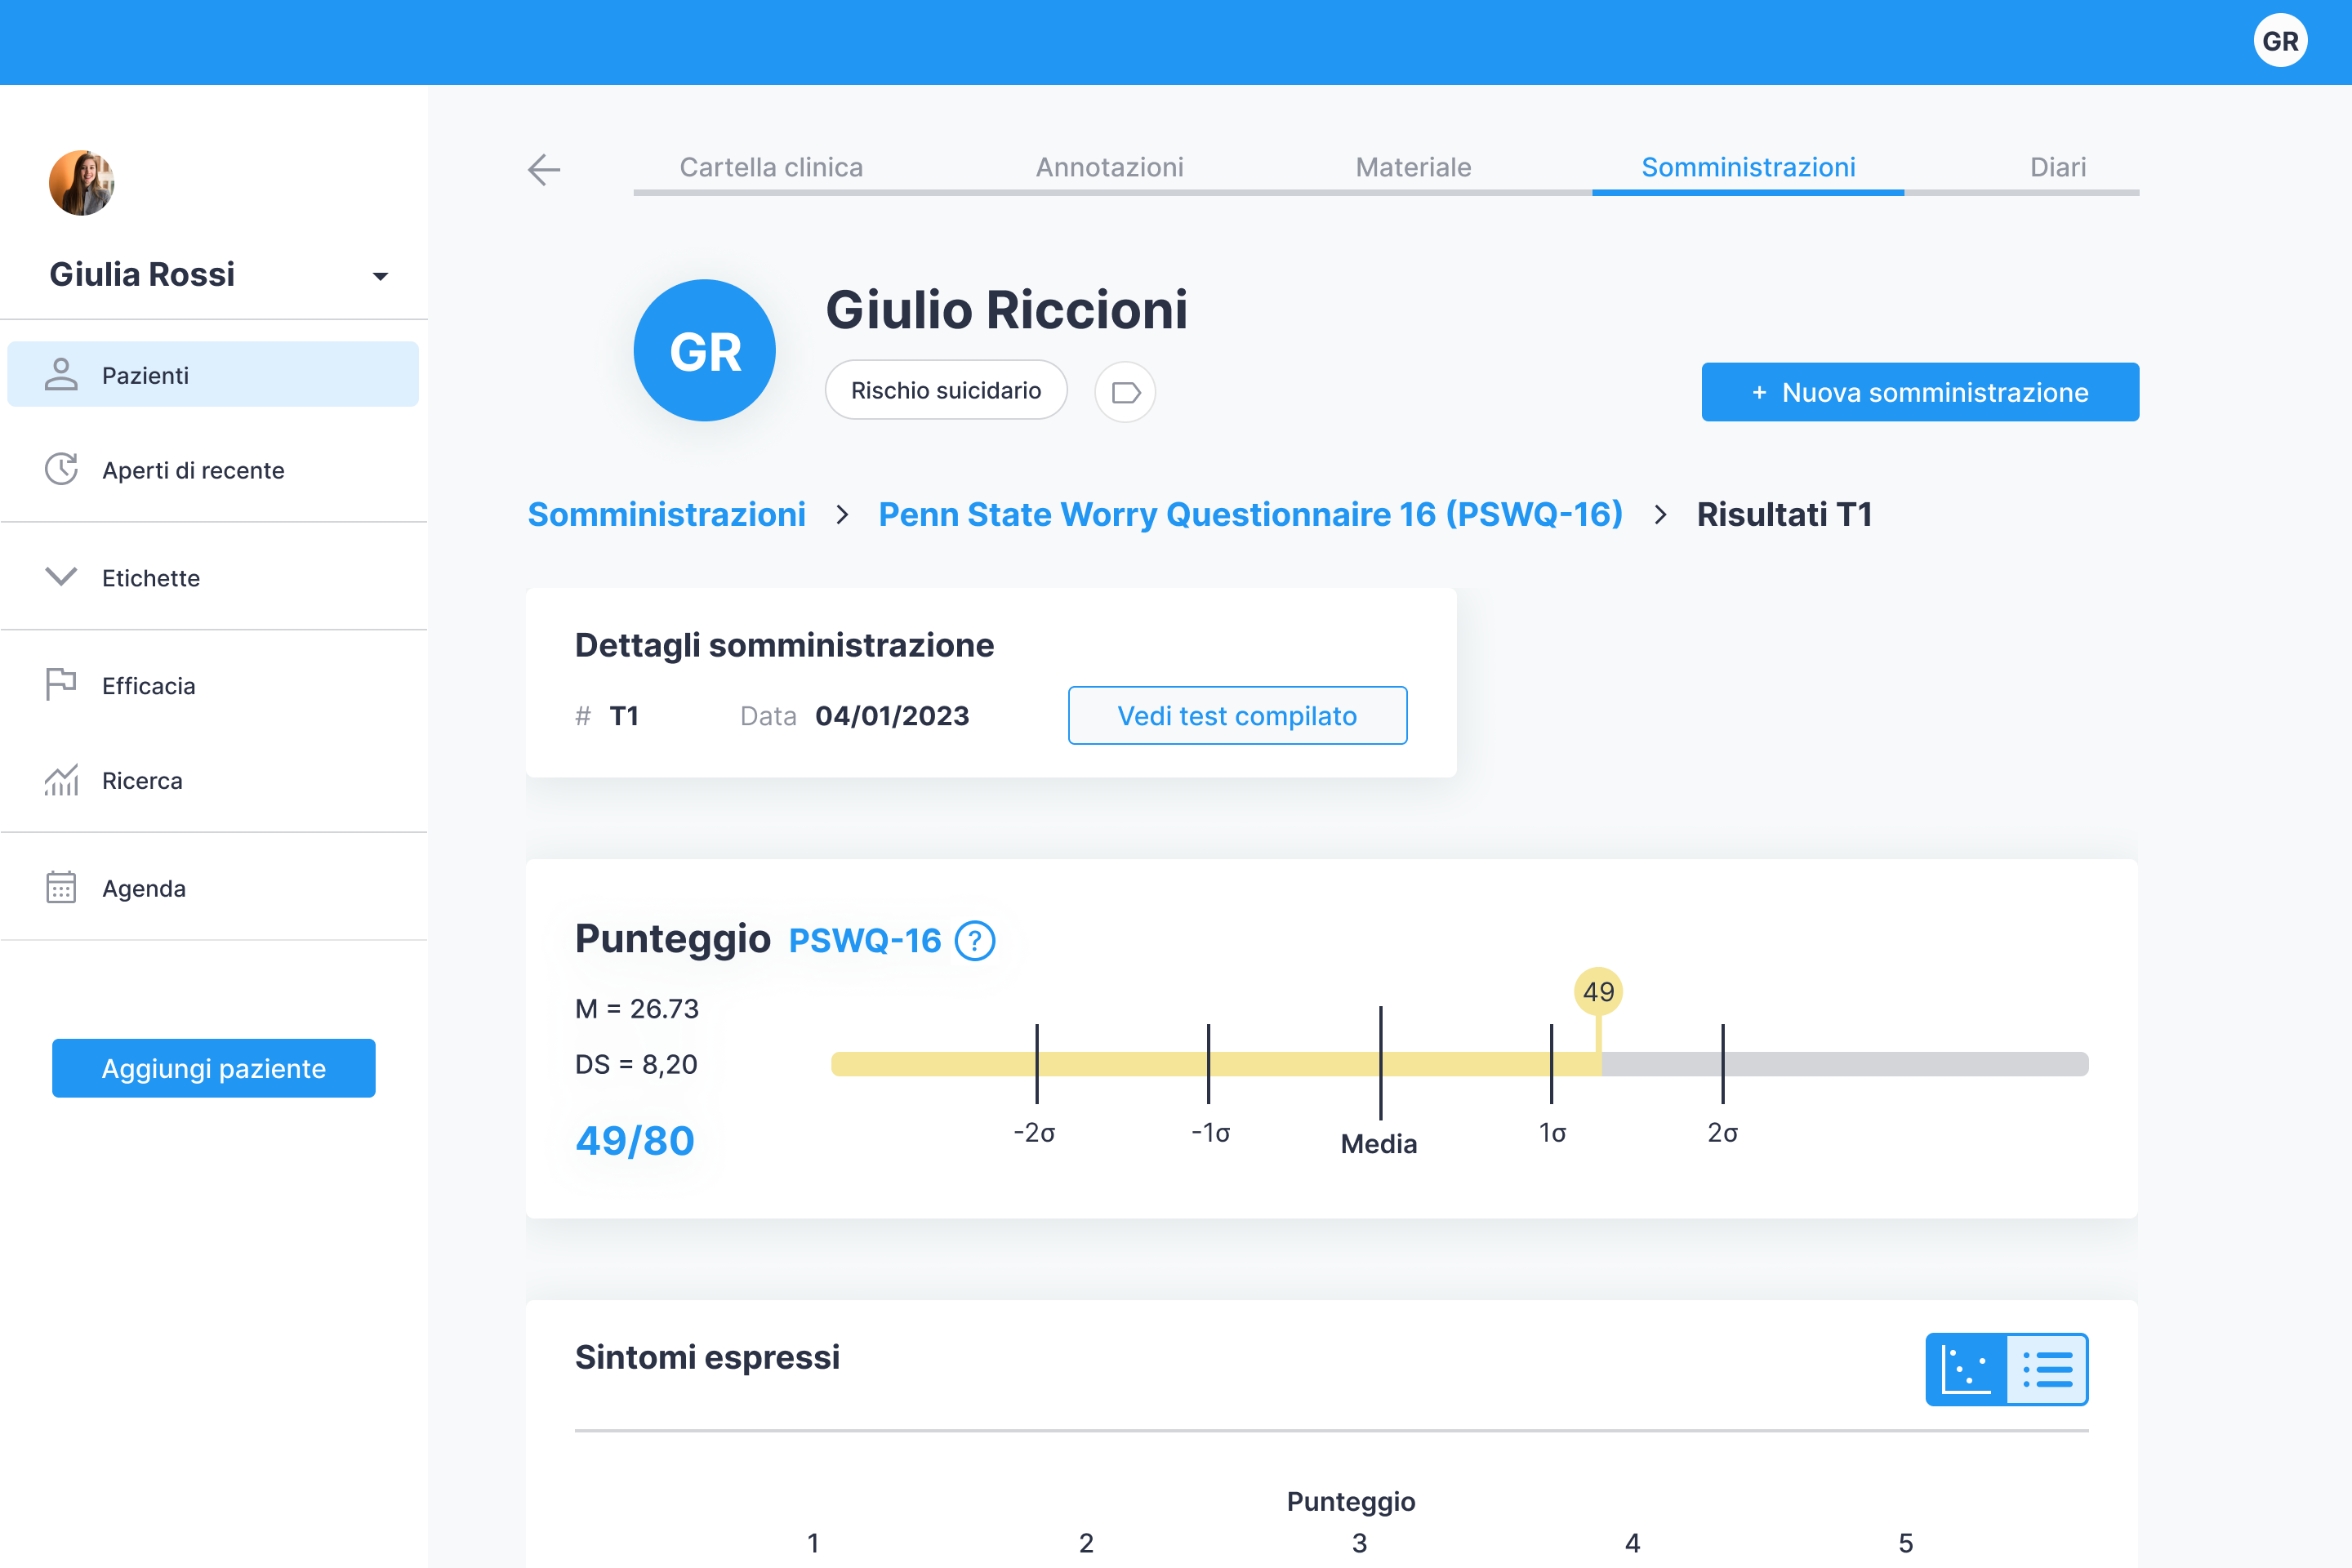 GR
Giulia Rossi
Pazienti
Aperti di recente
Etichette
Efficacia
Ricerca
Agenda
Aggiungi paziente
Cartella clinica
Annotazioni
Materiale
Somministrazioni
Diari
GR
Giulio Riccioni
Rischio suicidario
+ Nuova somministrazione
Somministrazioni > Penn State Worry Questionnaire 16 (PSWQ-16) > Risultati T1
Dettagli somministrazione
# T1 Data 04/01/2023
Vedi test compilato
Punteggio PSWQ-16 ?
M = 26.73
DS = 8,20
49/80
49
-2σ -1σ Media 1σ 2σ
Sintomi espressi
Punteggio
1 2 3 4 5